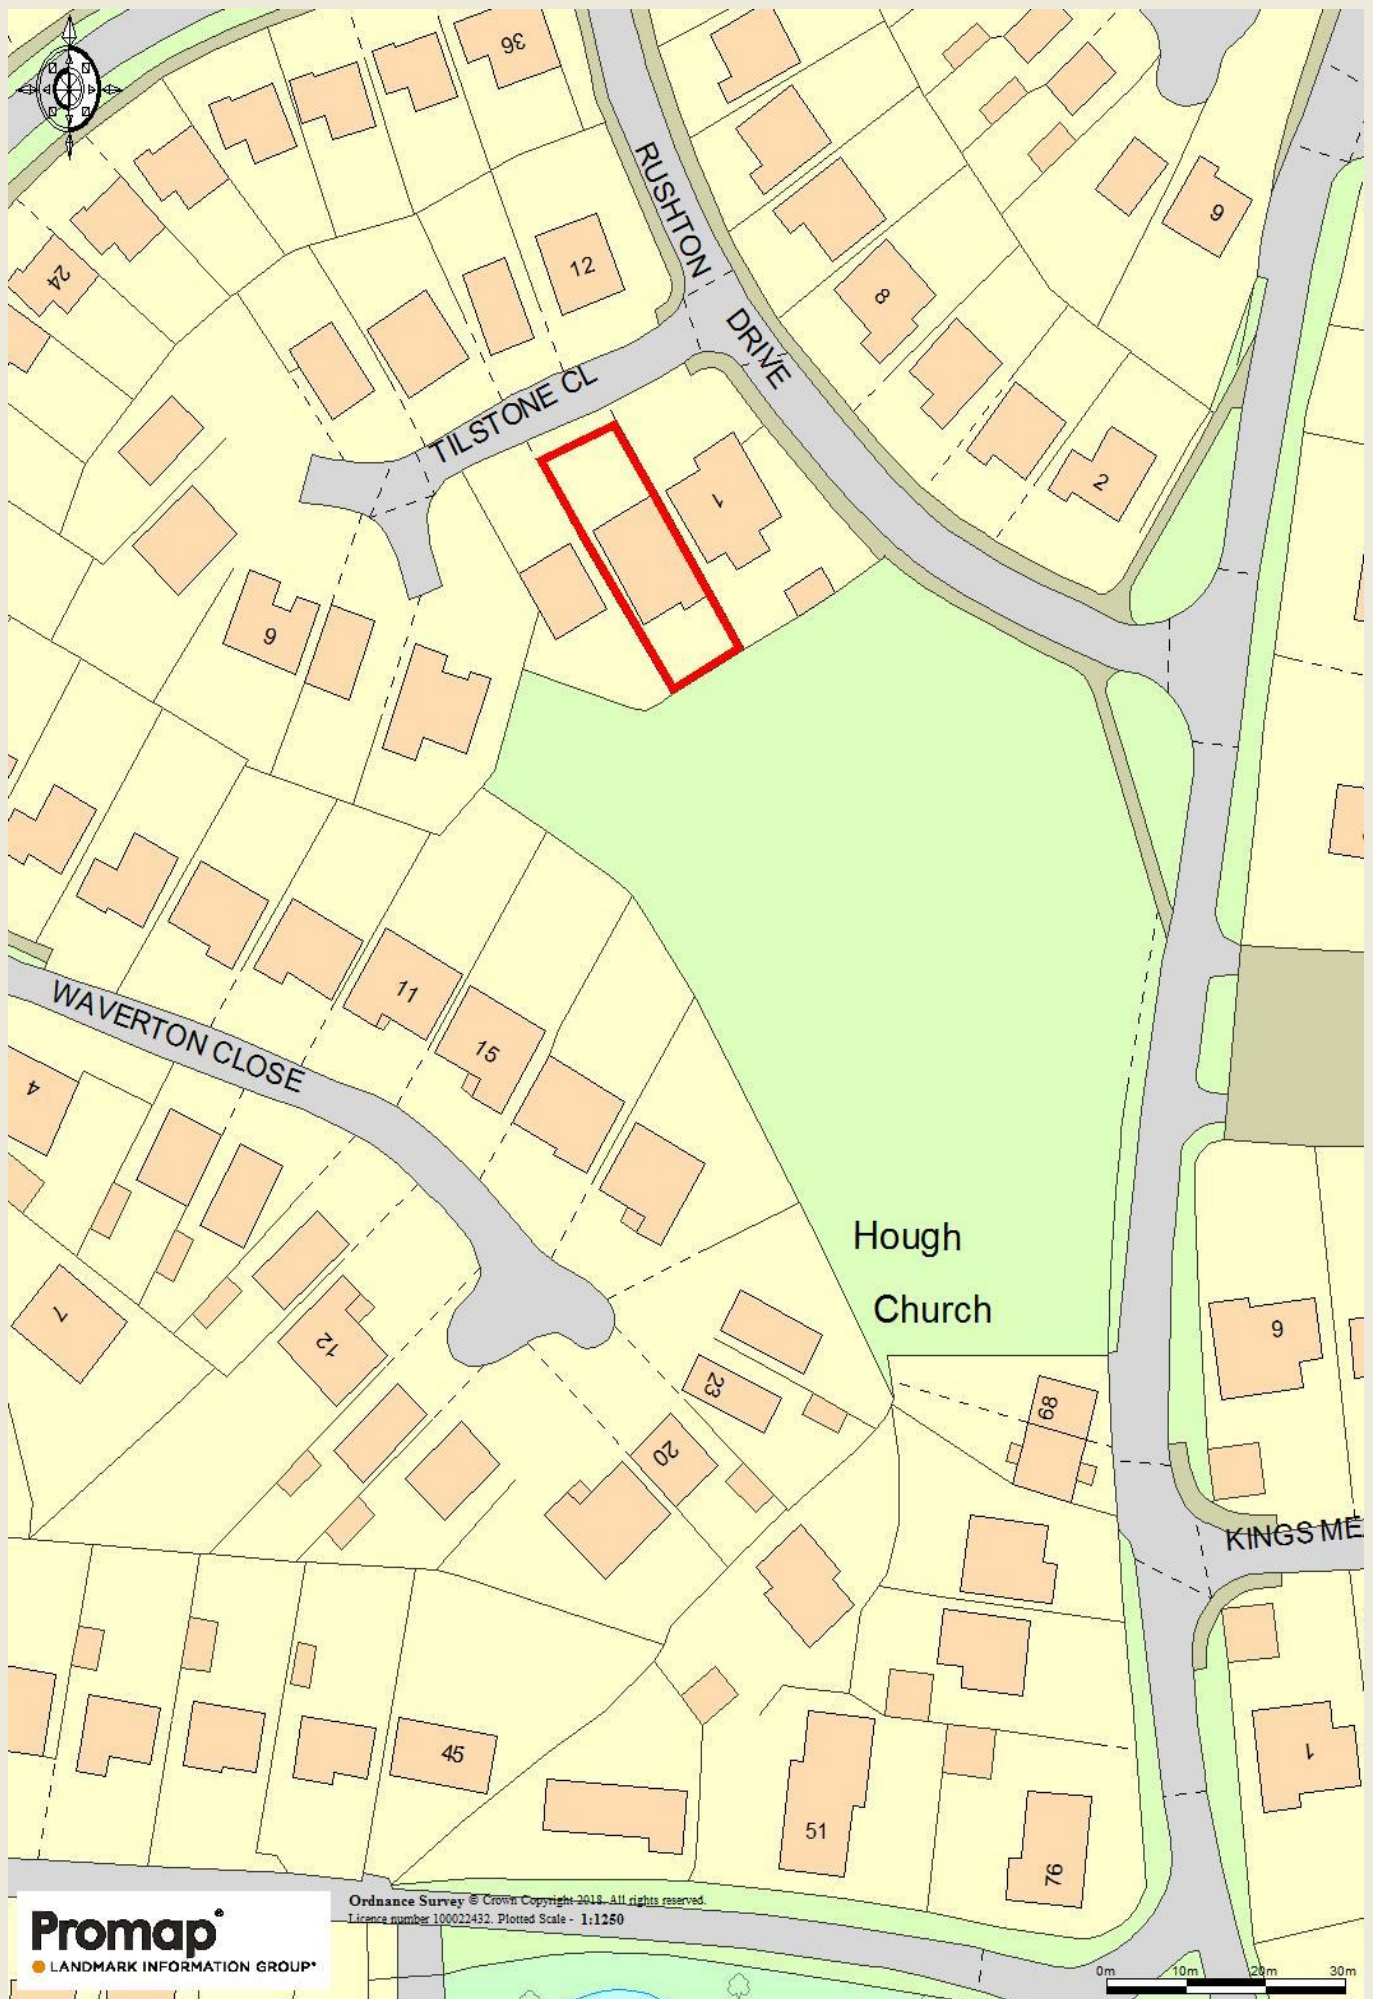 36
RUSHTON
9
24
12
8
DRIVE
TILSTONE CL
2
1
9
WAVERTON CLOSE
11
15
4
Hough
Church
7
12
9
23
68
20
KINGS ME
45
1
51
76
Promap®
LANDMARK INFORMATION GROUP®
Ordnance Survey © Crown Copyright 2018. All rights reserved.
Licence number 100022432. Plotted Scale - 1:1250
0m 10m 20m 30m